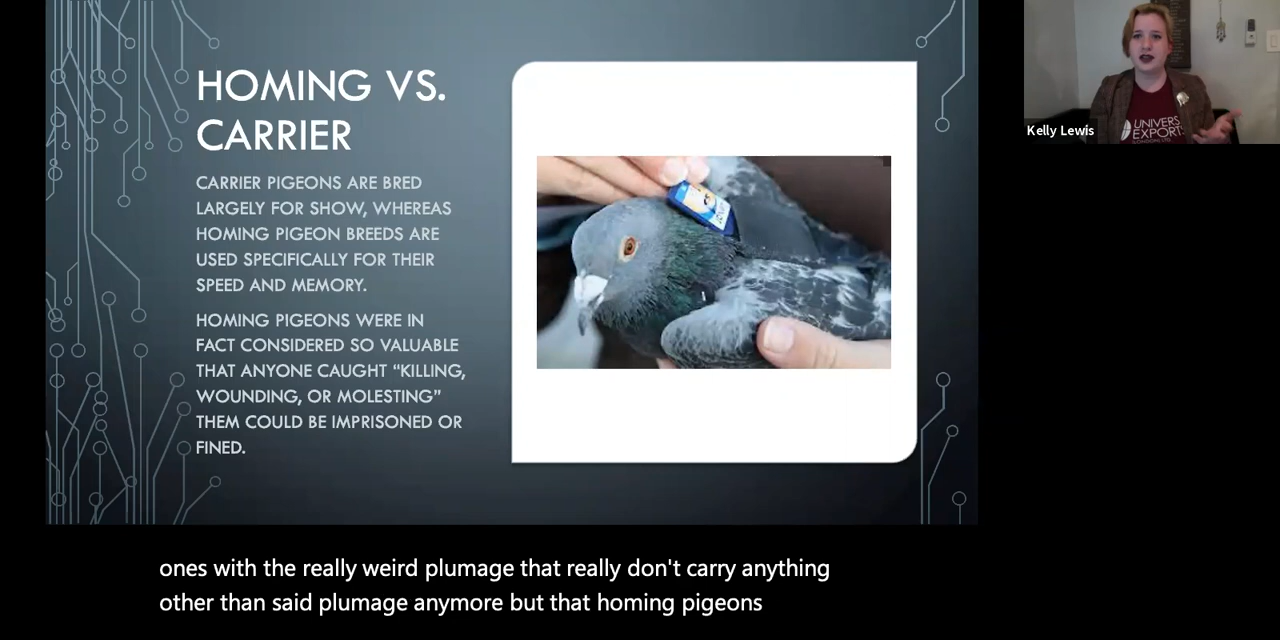 HOMING VS.
CARRIER
CARRIER PIGEONS ARE BRED
LARGELY FOR SHOW, WHEREAS
HOMING PIGEON BREEDS ARE
USED SPECIFICALLY FOR THEIR
SPEED AND MEMORY.
HOMING PIGEONS WERE IN
FACT CONSIDERED SO VALUABLE
THAT ANYONE CAUGHT “KILLING,
WOUNDING, OR MOLESTING”
THEM COULD BE IMPRISONED OR
FINED.
Kelly Lewis
UNIVERS
EXPORTS
ones with the really weird plumage that really don't carry anything
other than said plumage anymore but that homing pigeons